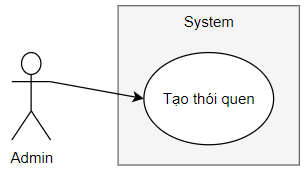 System
Tạo thói quen
Admin